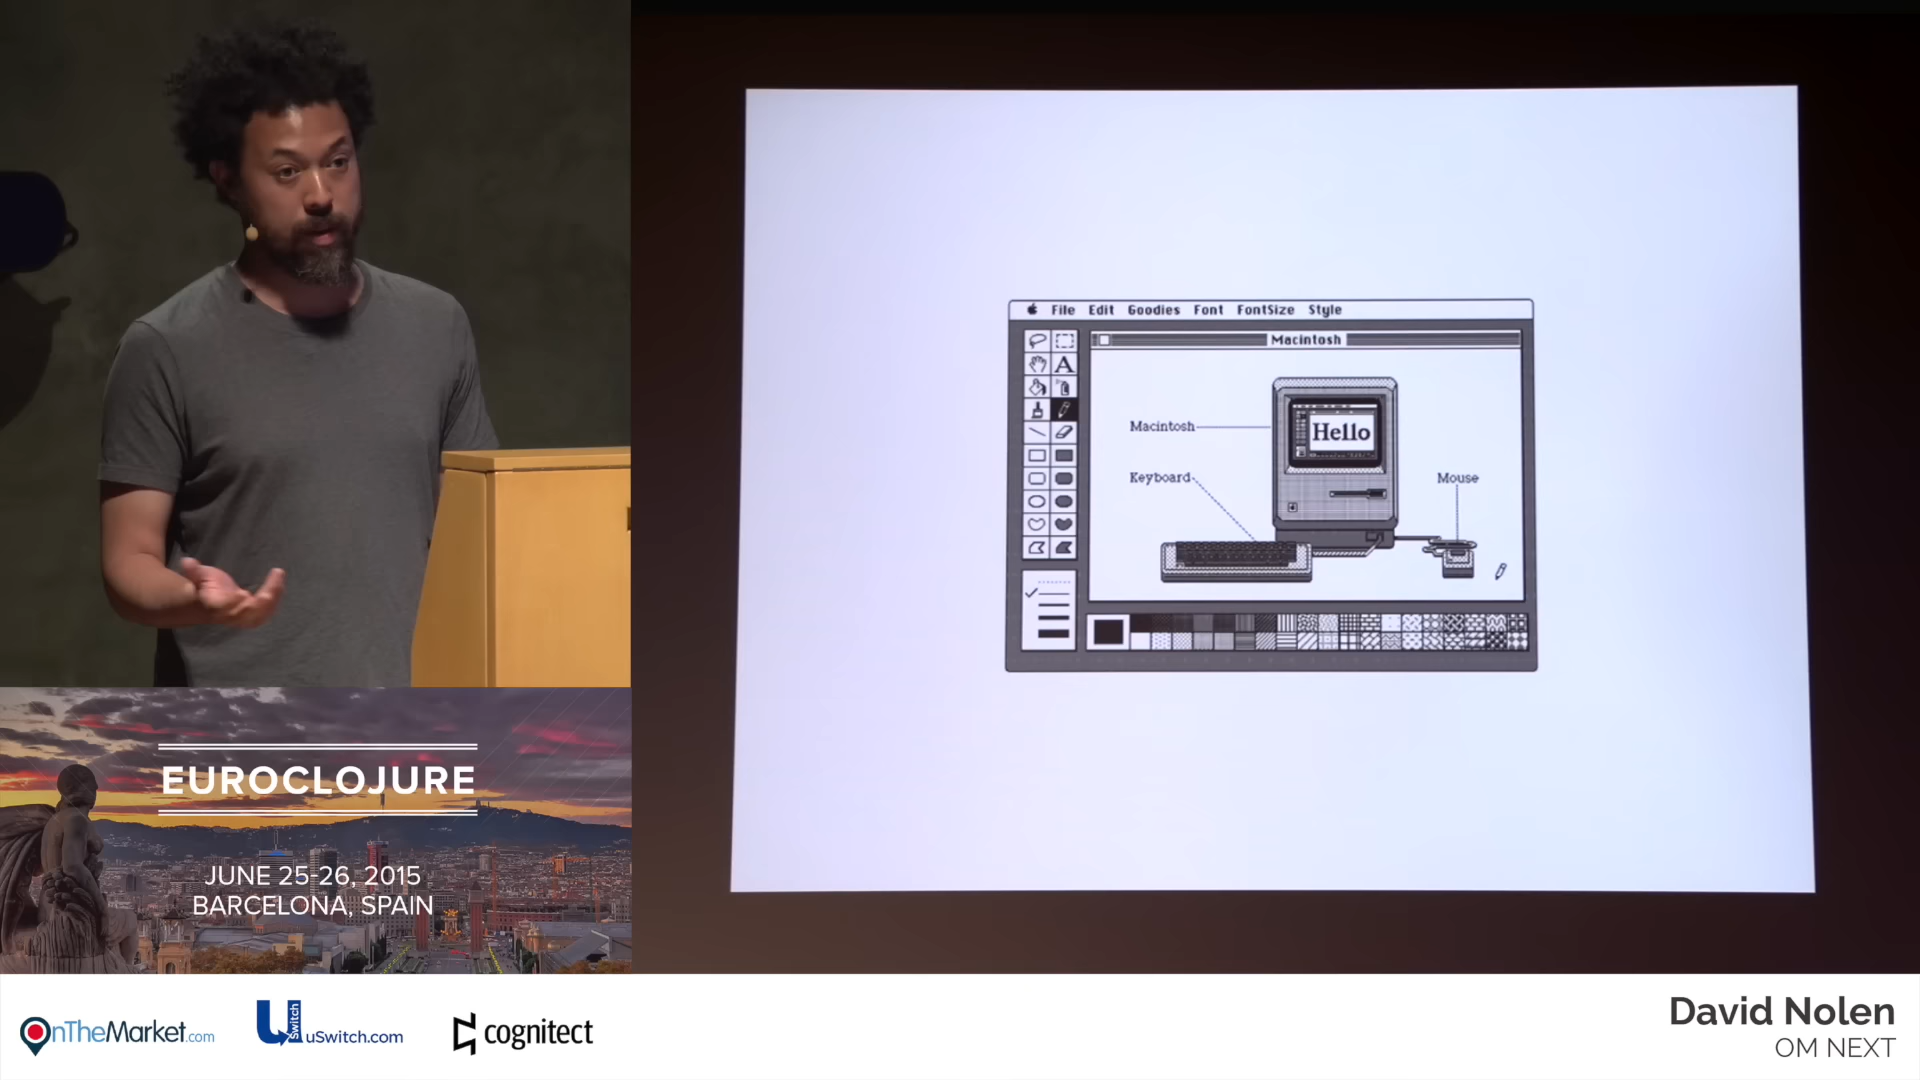 File Edit Goodies Font FontSize Style
Macintosh
A
Macintosh
Hello
Keyboard
Mouse
EUROCLOJURE
JUNE 25-26, 2015
BARCELONA, SPAIN
OnTheMarket.com
uSwitch
uSwitch.com
cognitect
David Nolen
OM NEXT